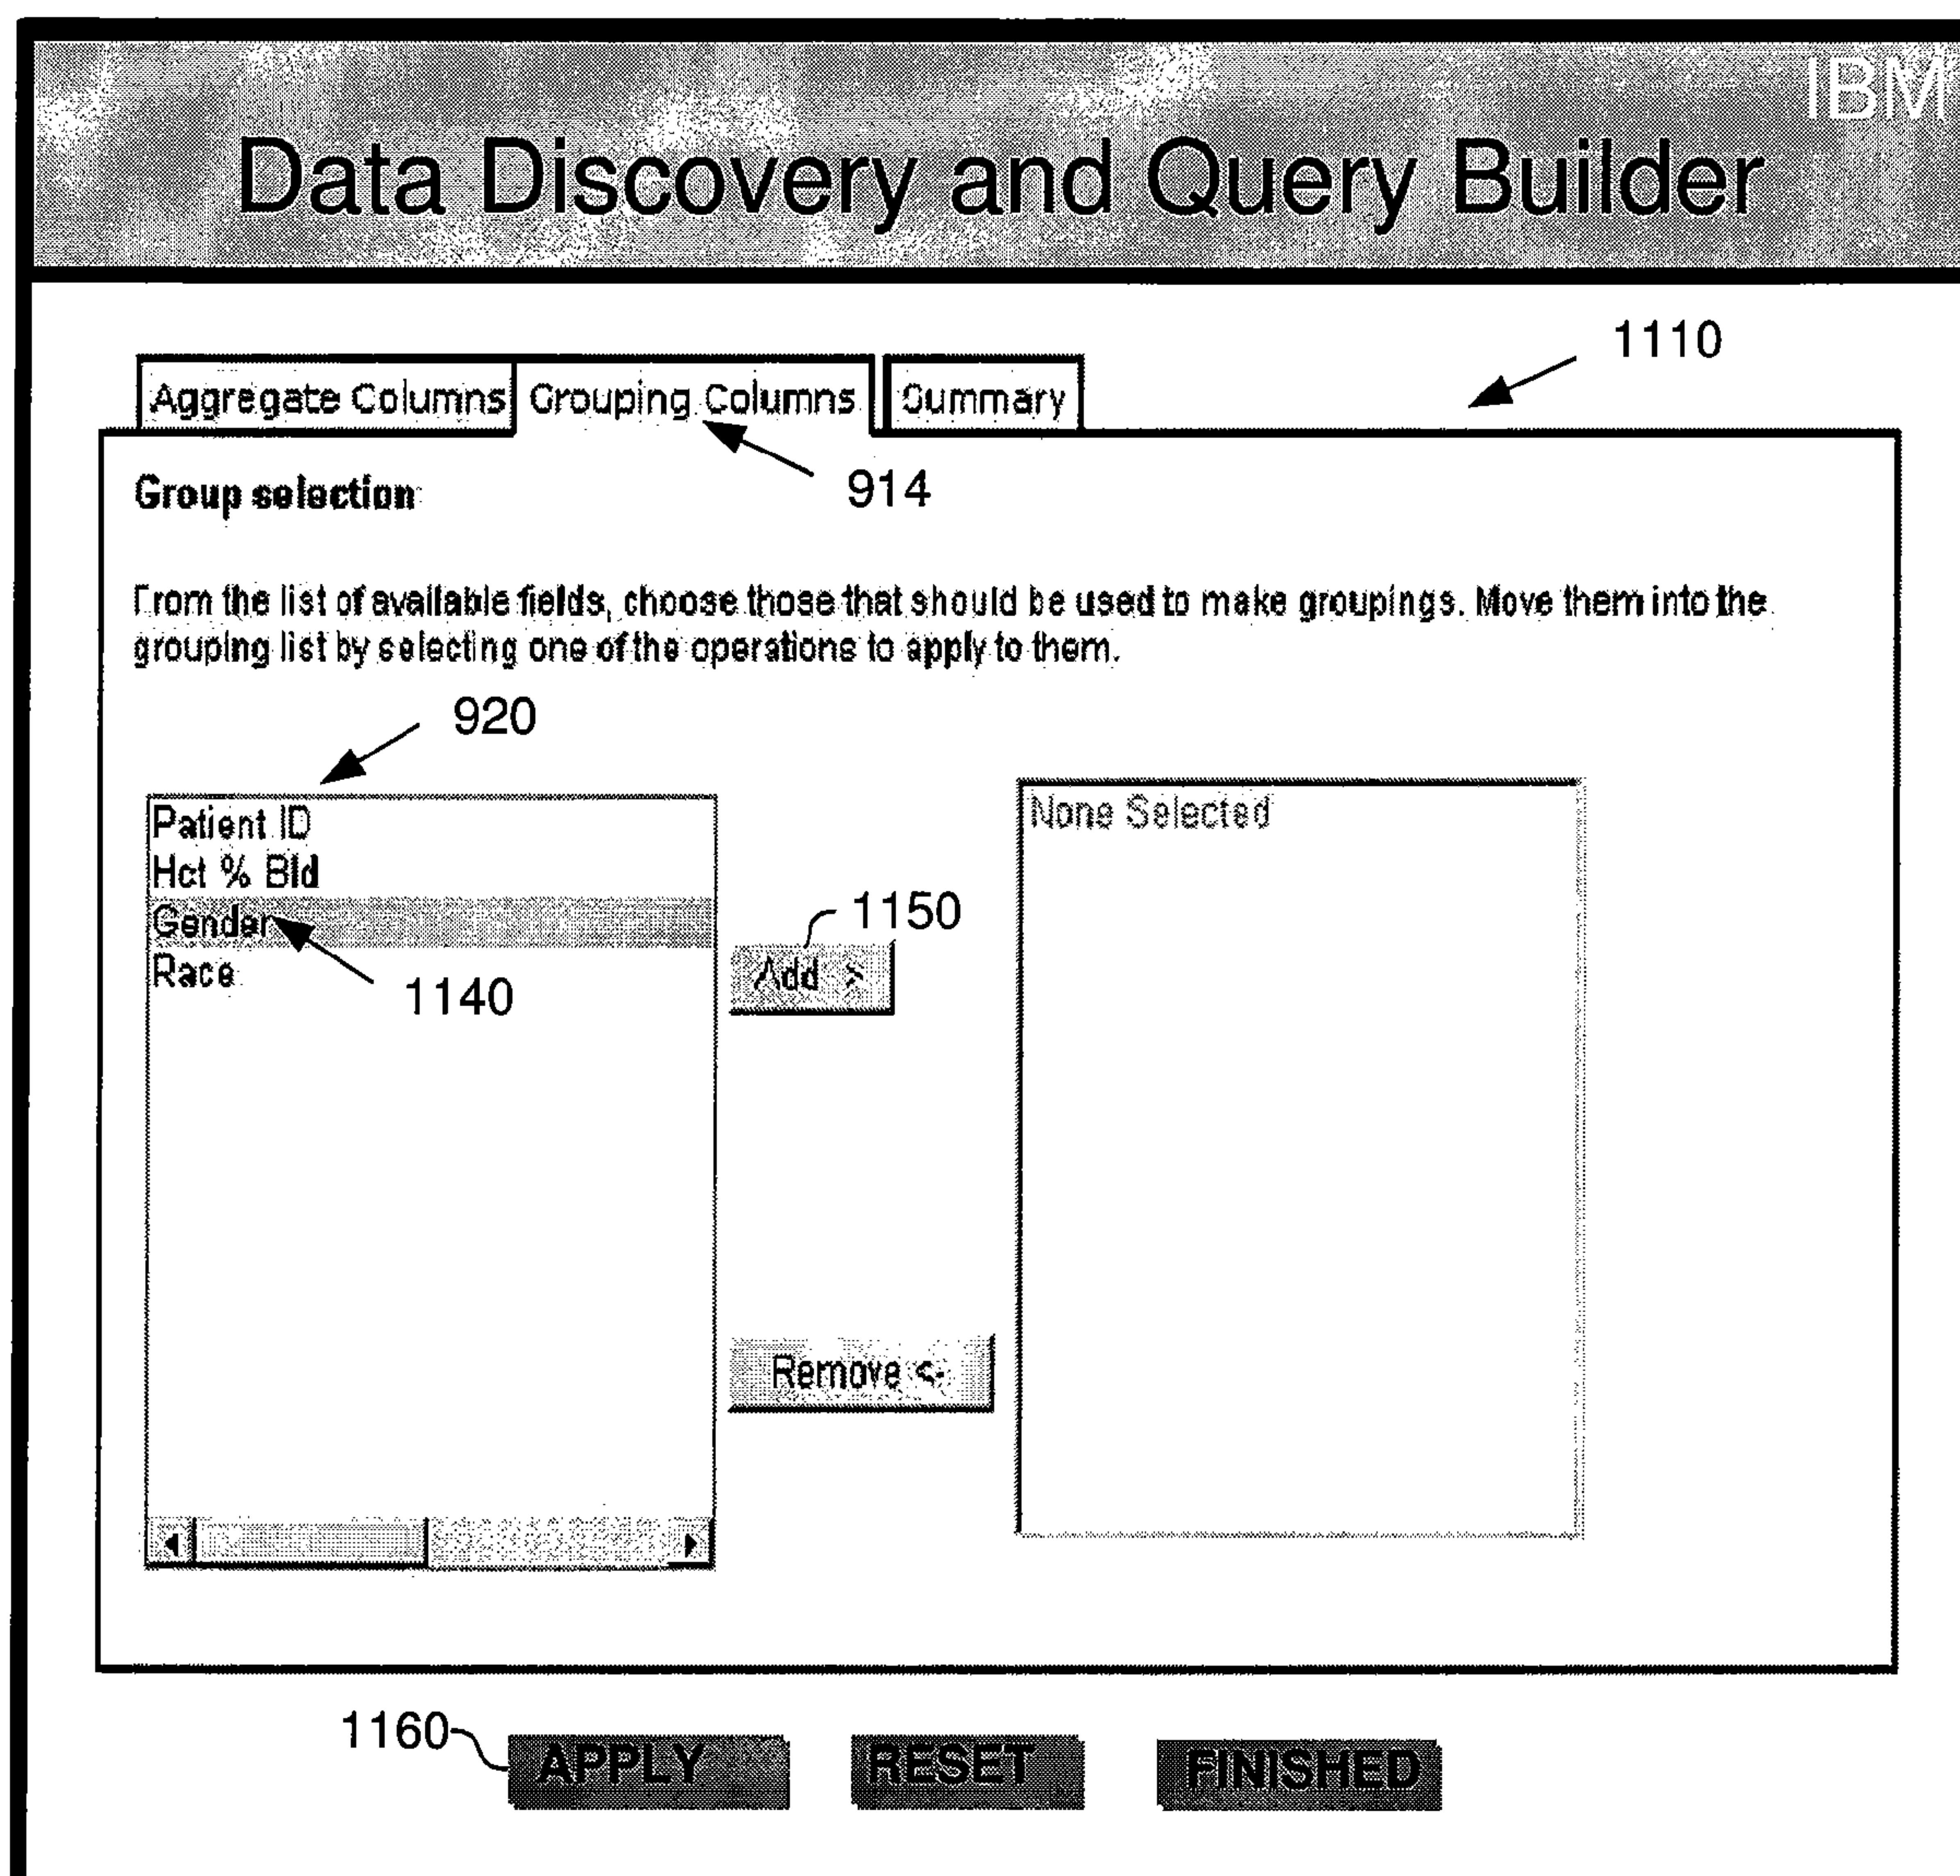 IBM
Data Discovery and Query Builder
1110
Aggregate Columns Grouping Columns Summary
914
Group selection
From the list of available fields, choose those that should be used to make groupings. Move them into the
grouping list by selecting one of the operations to apply to them.
920
Patient ID
Hct % Bld
Gender
Race
1140
1150
Add >
Remove <-
None Selected
1160
APPLY RESET FINISHED